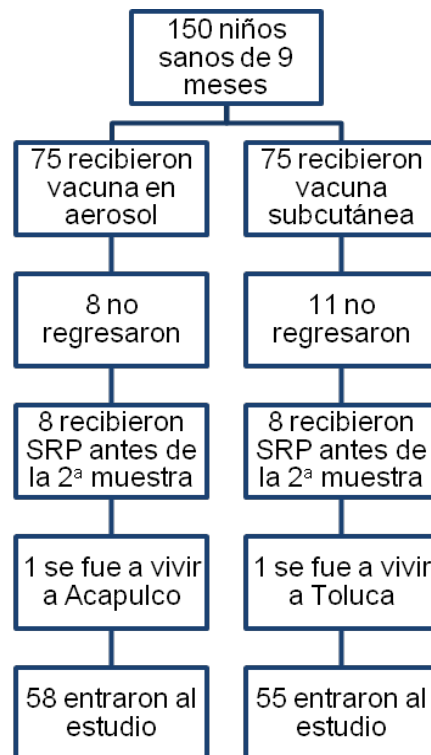 150 niños
sanos de 9
meses
75 recibieron
vacuna en
aerosol
75 recibieron
vacuna
subcutánea
8 no
regresaron
11 no
regresaron
8 recibieron
SRP antes de
la 2ª muestra
8 recibieron
SRP antes de
la 2ª muestra
1 se fue a vivir
a Acapulco
1 se fue a vivir
a Toluca
58 entraron al
estudio
55 entraron al
estudio